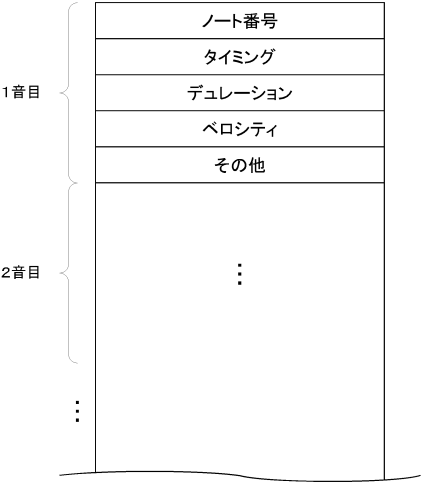 ノート番号
タイミング
１音目
デュレーション
ベロシティ
その他
２音目
⋮
⋮